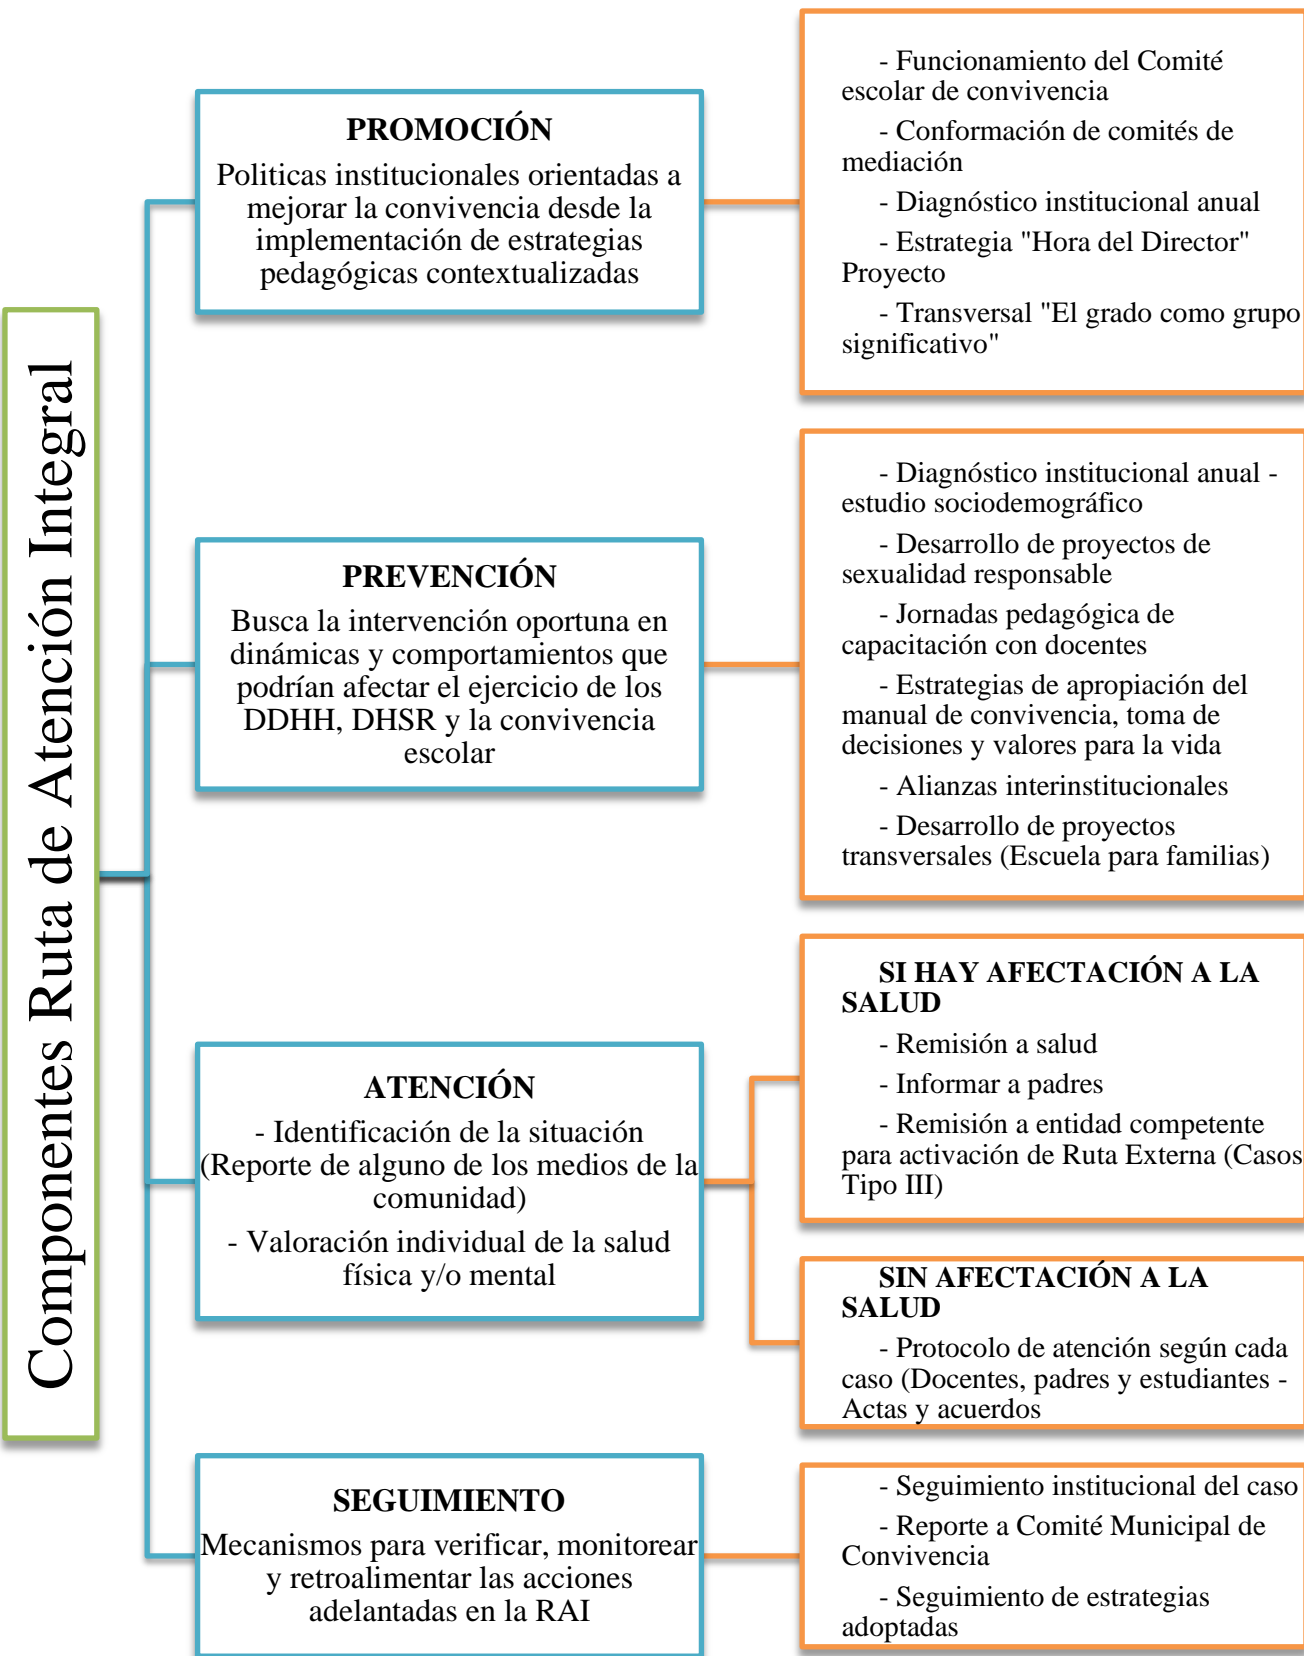 Componentes Ruta de Atención Integral
PROMOCIÓN
Politicas institucionales orientadas a
mejorar la convivencia desde la
implementación de estrategias
pedagógicas contextualizadas
- Funcionamiento del Comité
escolar de convivencia
- Conformación de comités de
mediación
- Diagnóstico institucional anual
- Estrategia "Hora del Director"
Proyecto
- Transversal "El grado como grupo
significativo"
PREVENCIÓN
Busca la intervención oportuna en
dinámicas y comportamientos que
podrían afectar el ejercicio de los
DDHH, DHSR y la convivencia
escolar
- Diagnóstico institucional anual -
estudio sociodemográfico
- Desarrollo de proyectos de
sexualidad responsable
- Jornadas pedagógica de
capacitación con docentes
- Estrategias de apropiación del
manual de convivencia, toma de
decisiones y valores para la vida
- Alianzas interinstitucionales
- Desarrollo de proyectos
transversales (Escuela para familias)
ATENCIÓN
- Identificación de la situación
(Reporte de alguno de los medios de la
comunidad)
- Valoración individual de la salud
física y/o mental
SI HAY AFECTACIÓN A LA
SALUD
- Remisión a salud
- Informar a padres
- Remisión a entidad competente
para activación de Ruta Externa (Casos
Tipo III)
SIN AFECTACIÓN A LA
SALUD
- Protocolo de atención según cada
caso (Docentes, padres y estudiantes -
Actas y acuerdos
SEGUIMIENTO
Mecanismos para verificar, monitorear
y retroalimentar las acciones
adelantadas en la RAI
- Seguimiento institucional del caso
- Reporte a Comité Municipal de
Convivencia
- Seguimiento de estrategias
adoptadas